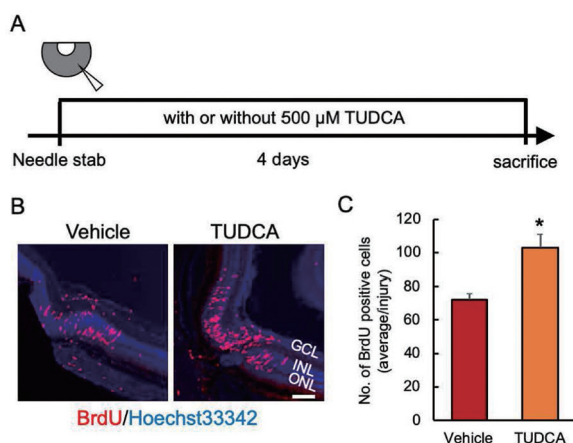 A
with or without 500 μM TUDCA
Needle stab
4 days
sacrifice
B
Vehicle
TUDCA
GCL
INL
ONL
BrdU/Hoechst33342
C
No. of BrdU positive cells
(average/injury)
120
100
80
60
40
20
0
*
Vehicle
TUDCA